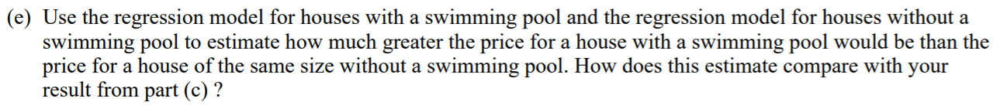 (e) Use the regression model for houses with a swimming pool and the regression model for houses without a
swimming pool to estimate how much greater the price for a house with a swimming pool would be than the
price for a house of the same size without a swimming pool. How does this estimate compare with your
result from part (c) ?